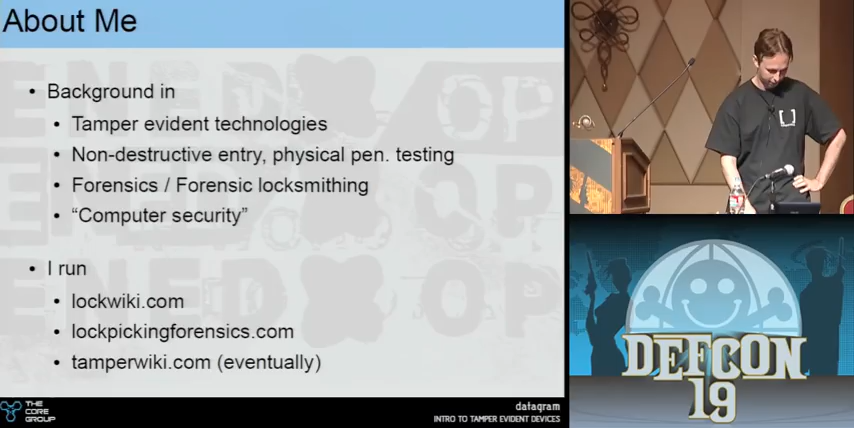 About Me
• Background in
• Tamper evident technologies
• Non-destructive entry, physical pen. testing
• Forensics / Forensic locksmithing
• “Computer security”
• I run
• lockwiki.com
• lockpickingforensics.com
• tamperwiki.com (eventually)
THE
CORE
GROUP
datagram
INTRO TO TAMPER EVIDENT DEVICES
DEFCON
19